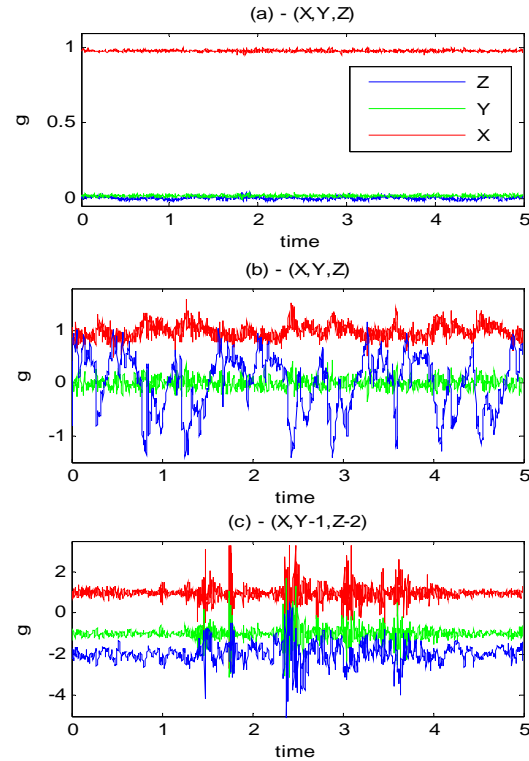 (a) - (X,Y,Z)
1
0.5
0
g
Z
Y
X
0 1 2 3 4 5
time
(b) - (X,Y,Z)
1
0
-1
g
0 1 2 3 4 5
time
(c) - (X,Y-1,Z-2)
2
0
-2
-4
g
0 1 2 3 4 5
time